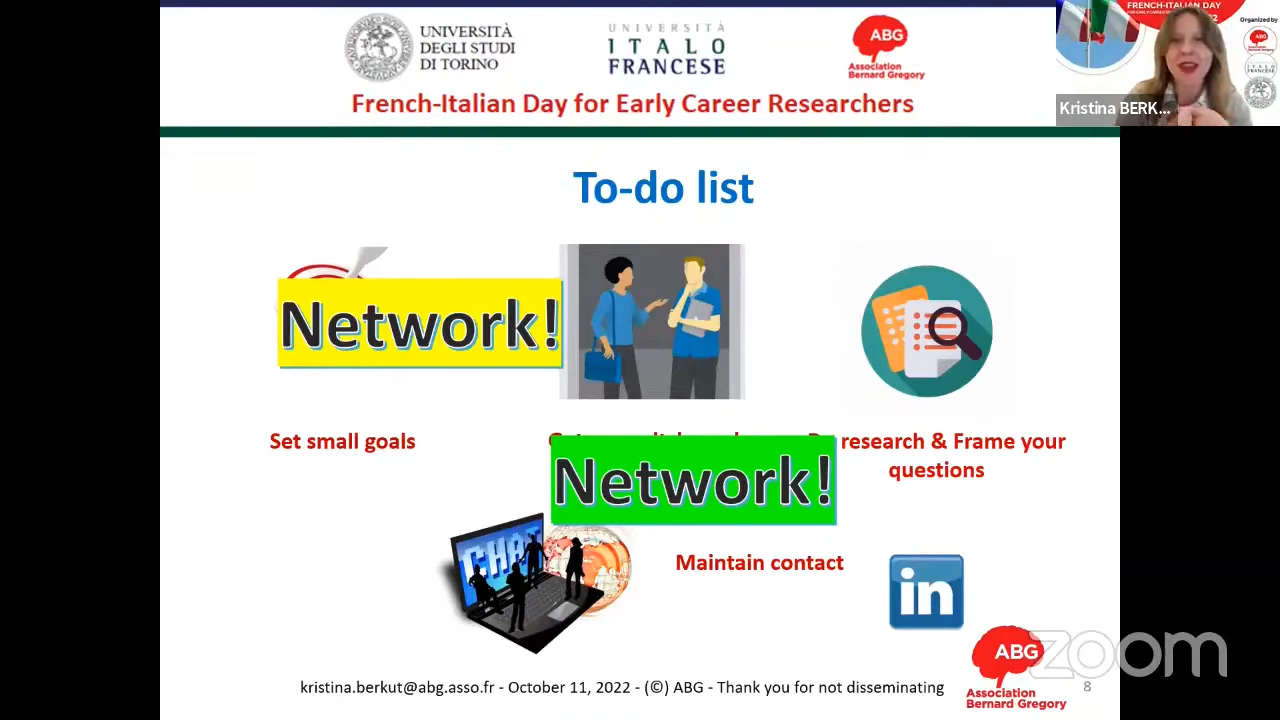 UNIVERSITÀ
DEGLI STUDI
DI TORINO
UNIVERSITÀ
ITALO
FRANCESE
ABG
Association
Bernard Gregory
French-Italian Day for Early Career Researchers
FRENCH-ITALIAN DAY
Organized by
Kristina BERK...
To-do list
Network!
Set small goals
research & Frame your
questions
Network!
CHAT
Maintain contact
in
ABG
Association
Bernard Gregory
zoom
kristina.berkut@abg.asso.fr - October 11, 2022 - (©) ABG - Thank you for not disseminating
8